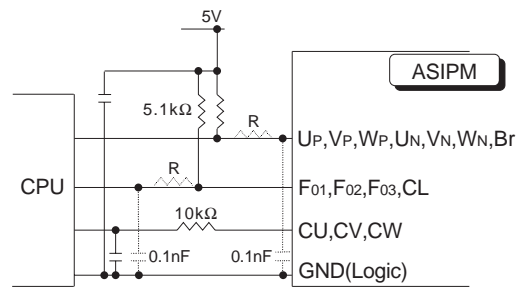 5V
ASIPM
5.1kΩ
R
UP,VP,WP,UN,VN,WN,Br
R
CPU
F01,F02,F03,CL
10kΩ
CU,CV,CW
0.1nF
0.1nF
GND(Logic)